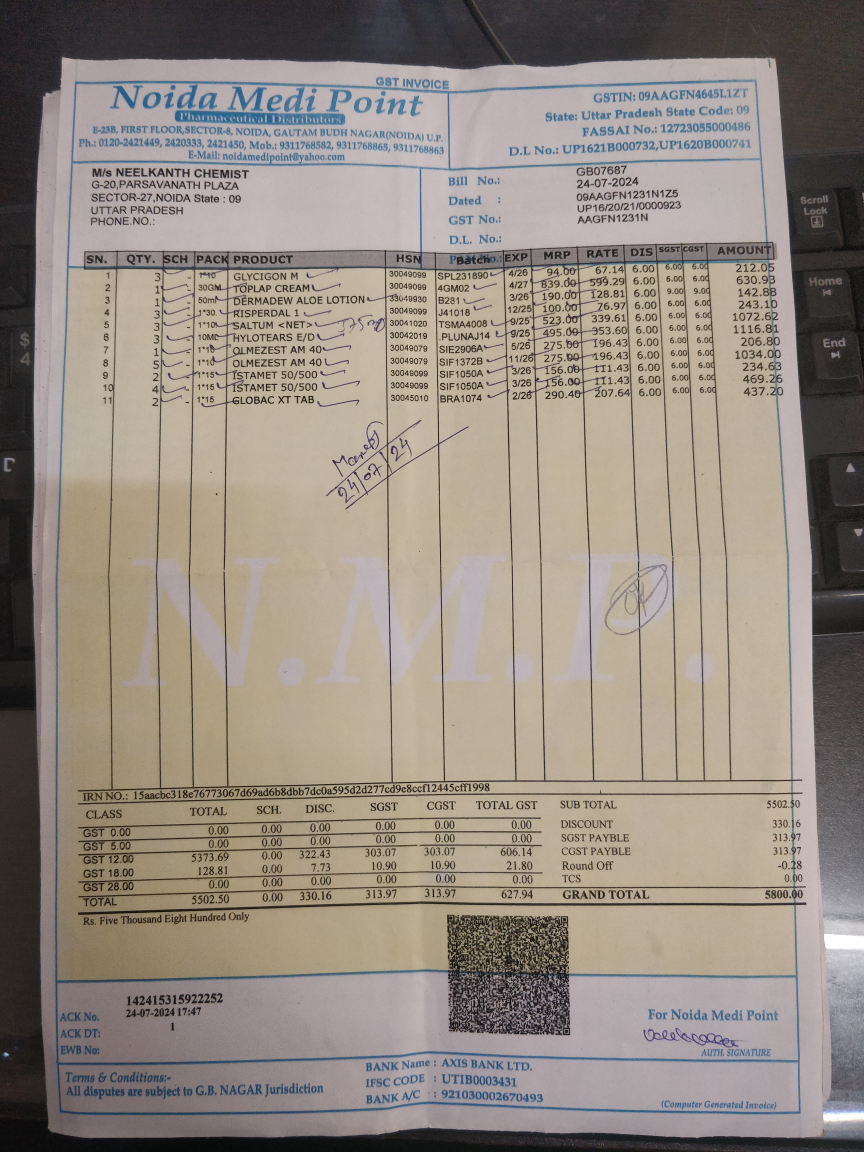 GST INVOICE
Noida Medi Point
Pharmaceutical Distributors
E-23B, FIRST FLOOR,SECTOR-8, NOIDA, GAUTAM BUDH NAGAR(NOIDA) U.P.
Ph.: 0120-2421449, 2420333, 2421450, Mob.: 9311768582, 9311768865, 9311768863
E-Mail: noidamedipoint@yahoo.com
GSTIN: 09AAGFN4645L1ZT
State: Uttar Pradesh State Code: 09
FASSAI No.: 12723055000486
D.L No.: UP1621B000732,UP1620B000741
M/s NEELKANTH CHEMIST
G-20,PARSAVANATH PLAZA
SECTOR-27,NOIDA State : 09
UTTAR PRADESH
PHONE.NO.:
Bill No.: GB07687
Dated : 24-07-2024
GST No.: 09AAGFN1231N1Z5
UP16/20/21/0000923
D.L. No.: AAGFN1231N
SN. QTY. SCH PACK PRODUCT HSN Batch EXP MRP RATE DIS SGST CGST AMOUNT
1 3 - 1*10 GLYCIGON M 30049099 SPL231890 4/26 94.00 67.14 6.00 6.00 6.00 212.05
2 1 - 30GM TOPLAP CREAM 30049099 4GM02 4/27 839.00 599.29 6.00 6.00 6.00 630.93
3 1 - 50ml DERMADEW ALOE LOTION 33049930 B281 3/26 190.00 128.81 6.00 9.00 9.00 142.88
4 3 - 1*30 RISPERDAL 1 30049099 J41018 12/25 100.00 76.97 6.00 6.00 6.00 243.10
5 3 - 1*10 SALTUM <NET> 30041020 TSMA4008 9/25 523.00 339.61 6.00 6.00 6.00 1072.62
6 3 - 10ML HYLOTEARS E/D 30042019 .PLUNAJ14 9/25 495.00 353.60 6.00 6.00 6.00 1116.81
7 1 - 1*10 OLMEZEST AM 40 30049079 SIE2906A 5/26 275.00 196.43 6.00 6.00 6.00 206.80
8 5 - 1*10 OLMEZEST AM 40 30049079 SIF1372B 11/26 275.00 196.43 6.00 6.00 6.00 1034.00
9 2 - 1*15 ISTAMET 50/500 30049099 SIF1050A 3/26 156.00 111.43 6.00 6.00 6.00 234.63
10 4 - 1*15 ISTAMET 50/500 30049099 SIF1050A 3/26 156.00 111.43 6.00 6.00 6.00 469.26
11 2 - 1*15 GLOBAC XT TAB 30045010 BRA1074 2/26 290.40 207.64 6.00 6.00 6.00 437.20
24/07/24
OK
N.M.P.
IRN NO.: 15aacbc318e76773067d69ad6b8dbb7dc0a595d2d277cd9e8ccf12445cff1998
CLASS TOTAL SCH. DISC. SGST CGST TOTAL GST
GST 0.00 0.00 0.00 0.00 0.00 0.00 0.00
GST 5.00 0.00 0.00 0.00 0.00 0.00 0.00
GST 12.00 5373.69 0.00 322.43 303.07 303.07 606.14
GST 18.00 128.81 0.00 7.73 10.90 10.90 21.80
GST 28.00 0.00 0.00 0.00 0.00 0.00 0.00
TOTAL 5502.50 0.00 330.16 313.97 313.97 627.94
SUB TOTAL 5502.50
DISCOUNT 330.16
SGST PAYBLE 313.97
CGST PAYBLE 313.97
Round Off -0.28
TCS 0.00
GRAND TOTAL 5800.00
Rs. Five Thousand Eight Hundred Only
ACK No. 142415315922252
ACK DT: 24-07-2024 17:47
EWB No: 1
For Noida Medi Point
AUTH. SIGNATURE
Terms & Conditions:-
All disputes are subject to G.B. NAGAR Jurisdiction
BANK Name : AXIS BANK LTD.
IFSC CODE : UTIB0003431
BANK A/C : 921030002670493
(Computer Generated Invoice)
Scroll
Lock
Home
End
$
4